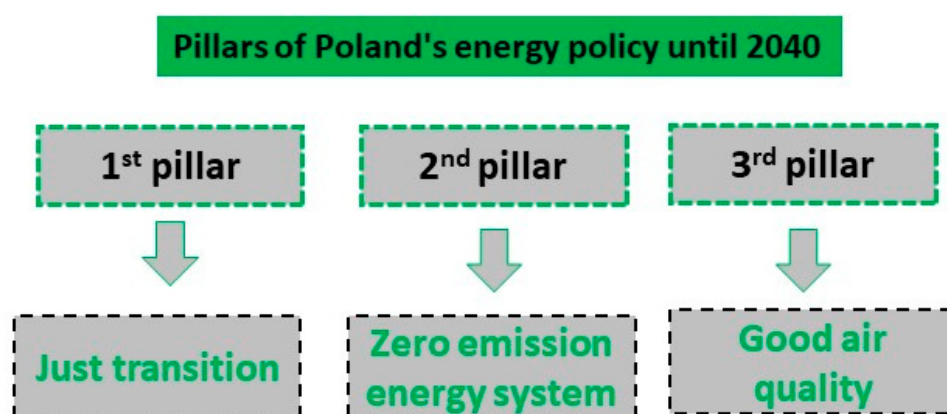 Pillars of Poland's energy policy until 2040
1st pillar
2nd pillar
3rd pillar
Just transition
Zero emission
energy system
Good air
quality